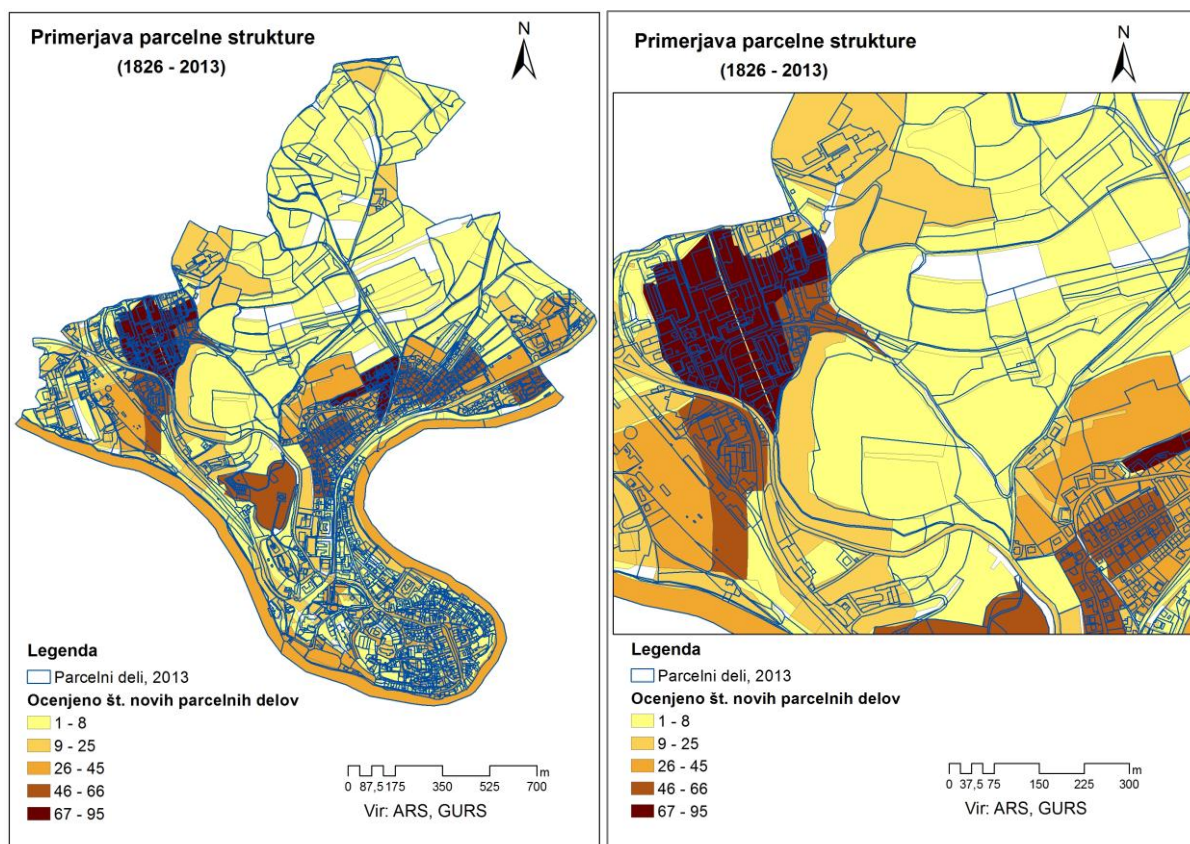 Primerjava parcelne strukture
(1826 - 2013)
N
Legenda
Parcelni deli, 2013
Ocenjeno št. novih parcelnih delov
1 - 8
9 - 25
26 - 45
46 - 66
67 - 95
0 87,5 175 350 525 700 m
Vir: ARS, GURS
Primerjava parcelne strukture
(1826 - 2013)
N
Legenda
Parcelni deli, 2013
Ocenjeno št. novih parcelnih delov
1 - 8
9 - 25
26 - 45
46 - 66
67 - 95
0 37,5 75 150 225 300 m
Vir: ARS, GURS